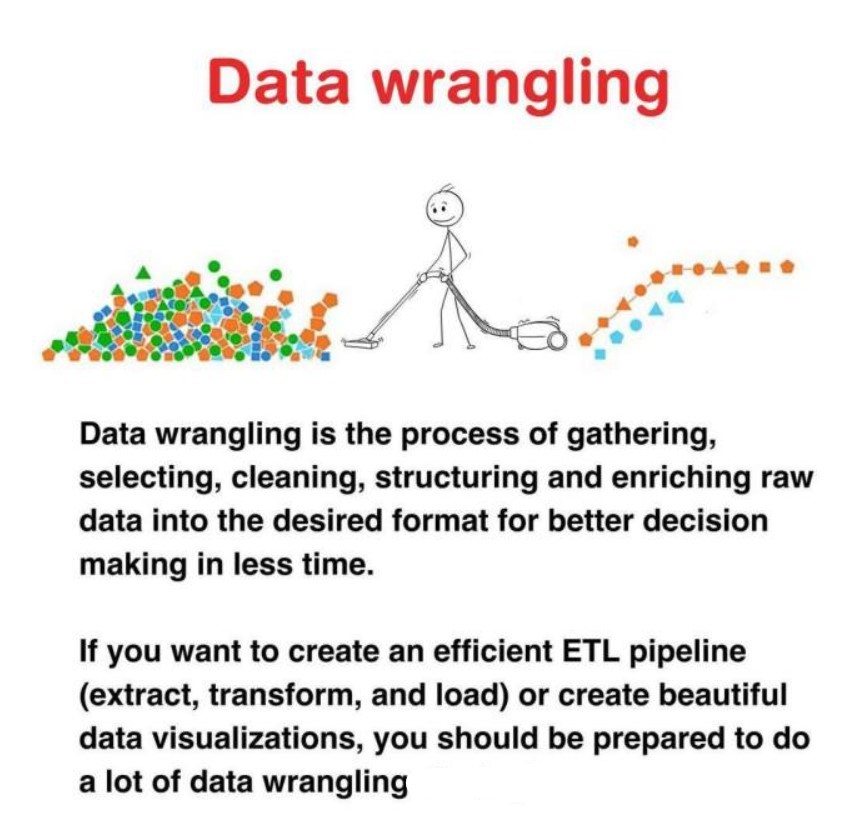 Data wrangling
Data wrangling is the process of gathering,
selecting, cleaning, structuring and enriching raw
data into the desired format for better decision
making in less time.
If you want to create an efficient ETL pipeline
(extract, transform, and load) or create beautiful
data visualizations, you should be prepared to do
a lot of data wrangling